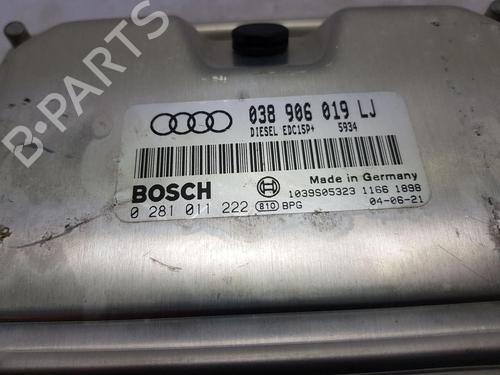 038 906 019 LJ
DIESEL EDC15P+ 5934
Made in Germany
BOSCH
1039S05323 1166 1898
0 281 011 222 810 BPG 04-06-21
B-PARTS